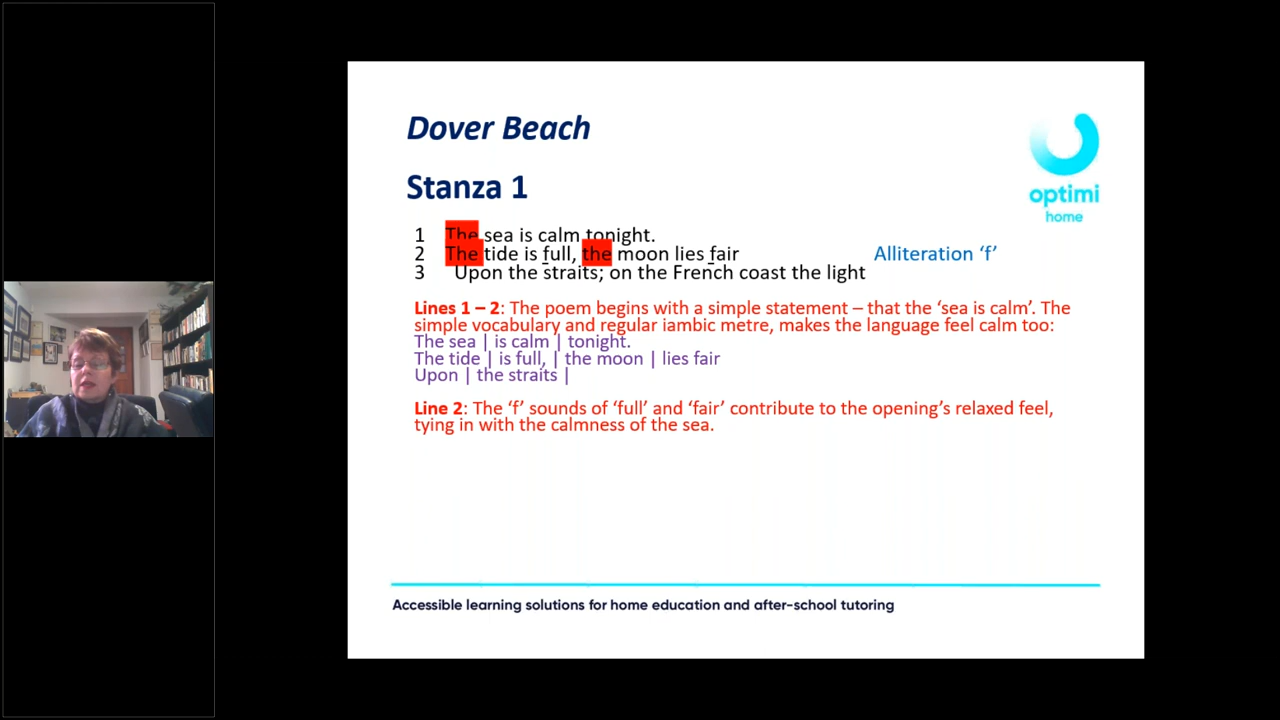 Dover Beach
optimi
home
Stanza 1
1 The sea is calm tonight.
2 The tide is full, the moon lies fair Alliteration ‘f’
3 Upon the straits; on the French coast the light
Lines 1 – 2: The poem begins with a simple statement – that the ‘sea is calm’. The
simple vocabulary and regular iambic metre, makes the language feel calm too:
The sea | is calm | tonight.
The tide | is full, | the moon | lies fair
Upon | the straits |
Line 2: The ‘f’ sounds of ‘full’ and ‘fair’ contribute to the opening’s relaxed feel,
tying in with the calmness of the sea.
Accessible learning solutions for home education and after-school tutoring